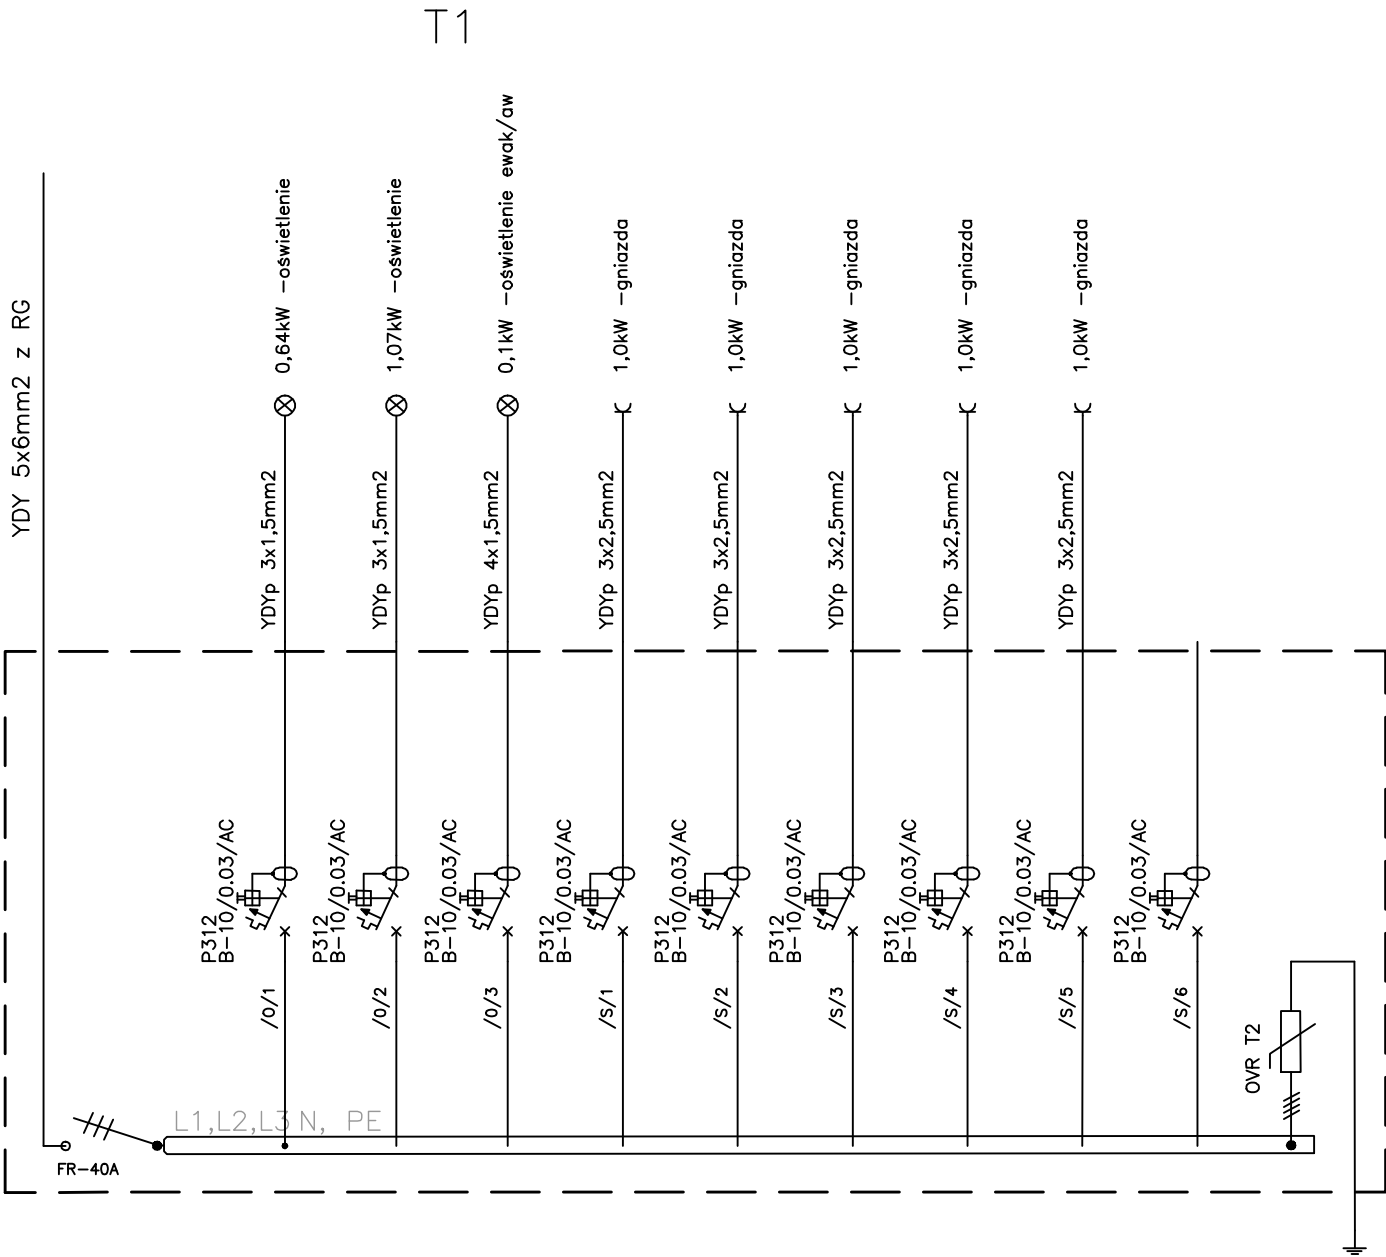 T1
YDY 5x6mm2 z RG
0,64kW -oświetlenie
1,07kW -oświetlenie
0,1kW -oświetlenie ewak/aw
1,0kW -gniazda
1,0kW -gniazda
1,0kW -gniazda
1,0kW -gniazda
1,0kW -gniazda
YDYp 3x1,5mm2
YDYp 3x1,5mm2
YDYp 4x1,5mm2
YDYp 3x2,5mm2
YDYp 3x2,5mm2
YDYp 3x2,5mm2
YDYp 3x2,5mm2
YDYp 3x2,5mm2
P312
B-10/0.03/AC
P312
B-10/0.03/AC
P312
B-10/0.03/AC
P312
B-10/0.03/AC
P312
B-10/0.03/AC
P312
B-10/0.03/AC
P312
B-10/0.03/AC
P312
B-10/0.03/AC
P312
B-10/0.03/AC
/0/1
/0/2
/0/3
/s/1
/s/2
/s/3
/s/4
/s/5
/s/6
OVR T2
L1,L2,L3 N, PE
FR-40A